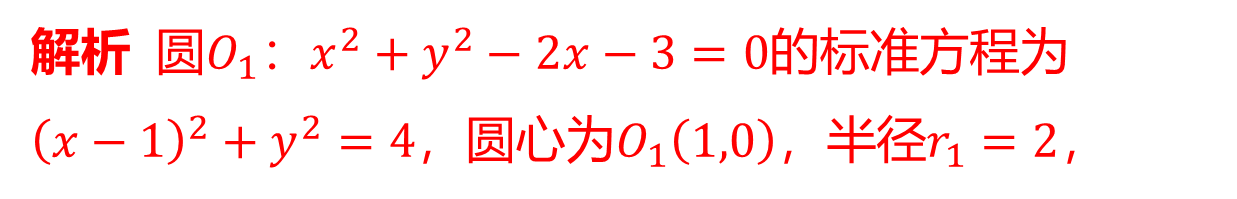 解析 圆𝑂₁：𝑥² + 𝑦² − 2𝑥 − 3 = 0的标准方程为
(𝑥 − 1)² + 𝑦² = 4，圆心为𝑂₁(1,0)，半径𝑟₁ = 2，